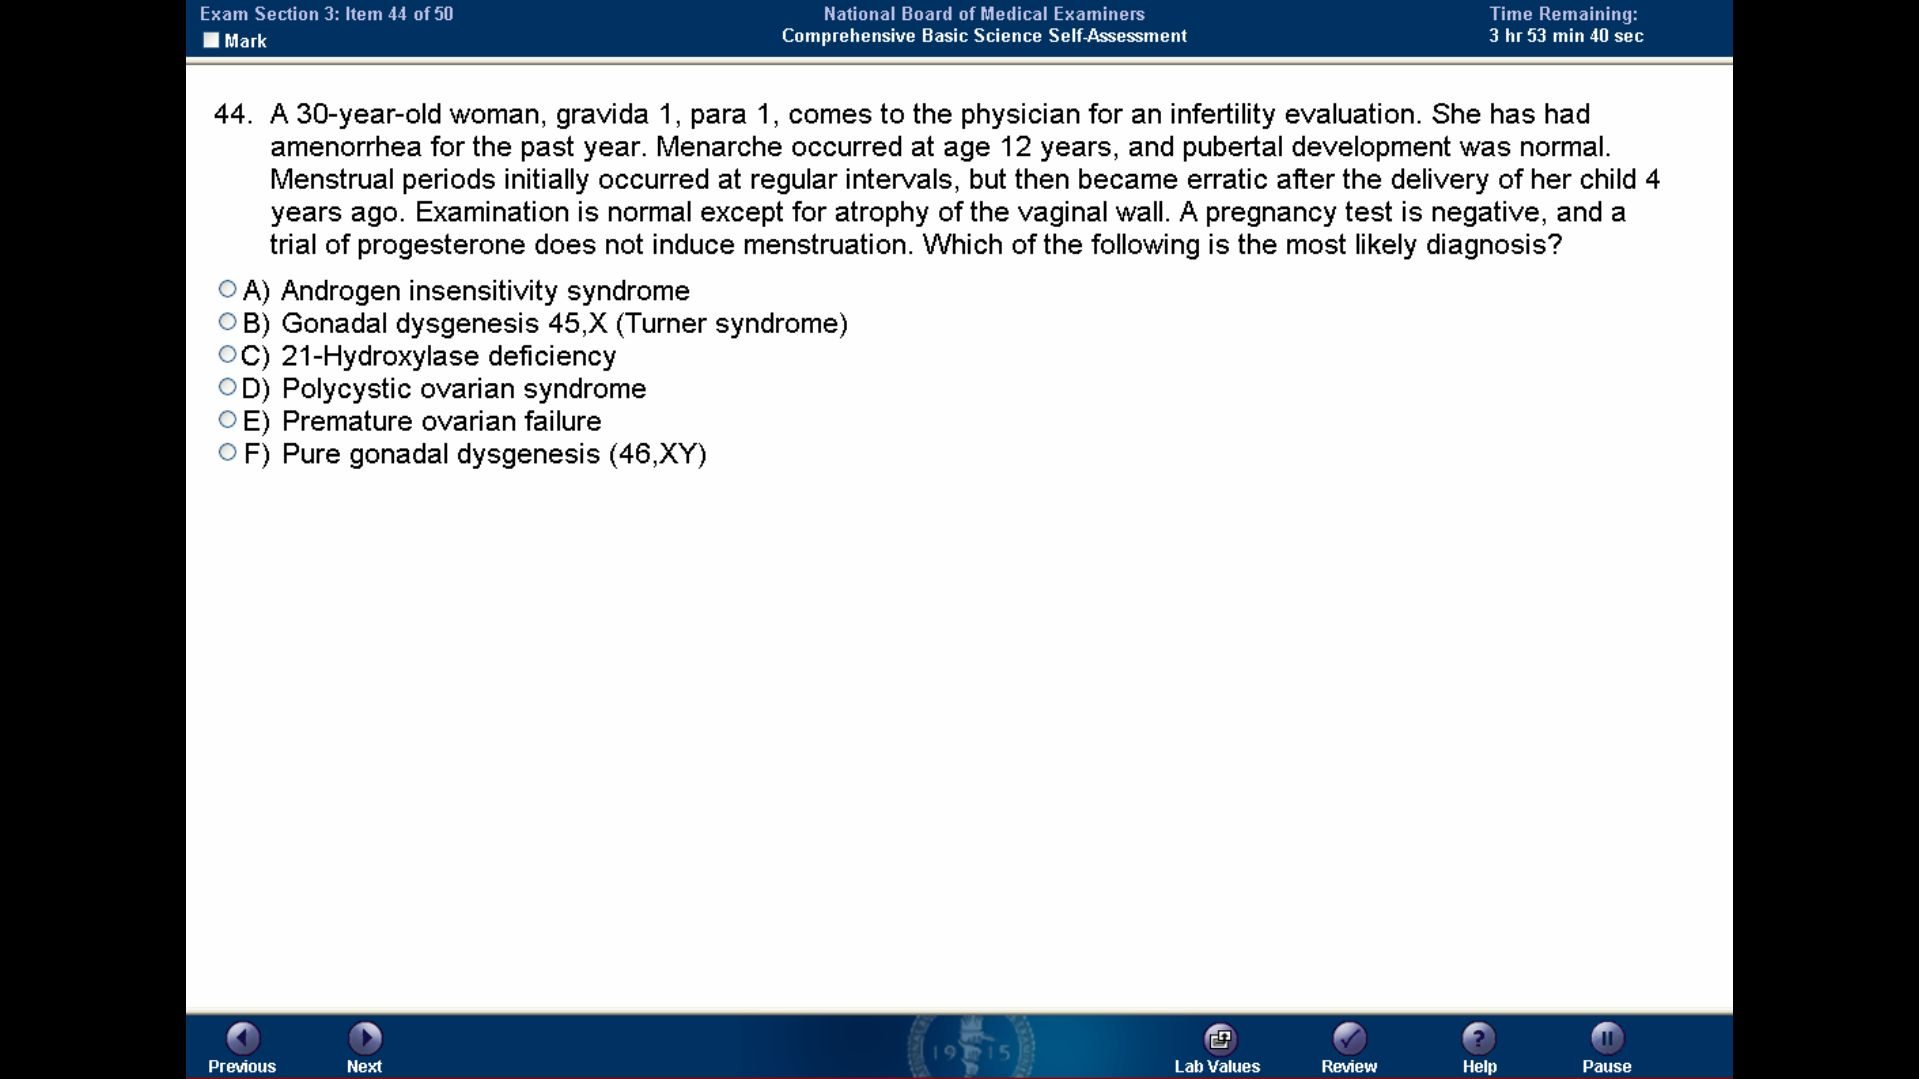 Exam Section 3: Item 44 of 50
National Board of Medical Examiners
Time Remaining:
Mark
Comprehensive Basic Science Self-Assessment
3 hr 53 min 40 sec
44. A 30-year-old woman, gravida 1, para 1, comes to the physician for an infertility evaluation. She has had
amenorrhea for the past year. Menarche occurred at age 12 years, and pubertal development was normal.
Menstrual periods initially occurred at regular intervals, but then became erratic after the delivery of her child 4
years ago. Examination is normal except for atrophy of the vaginal wall. A pregnancy test is negative, and a
trial of progesterone does not induce menstruation. Which of the following is the most likely diagnosis?
A) Androgen insensitivity syndrome
B) Gonadal dysgenesis 45,X (Turner syndrome)
C) 21-Hydroxylase deficiency
D) Polycystic ovarian syndrome
E) Premature ovarian failure
F) Pure gonadal dysgenesis (46,XY)
1915
Previous
Next
Lab Values
Review
Help
Pause